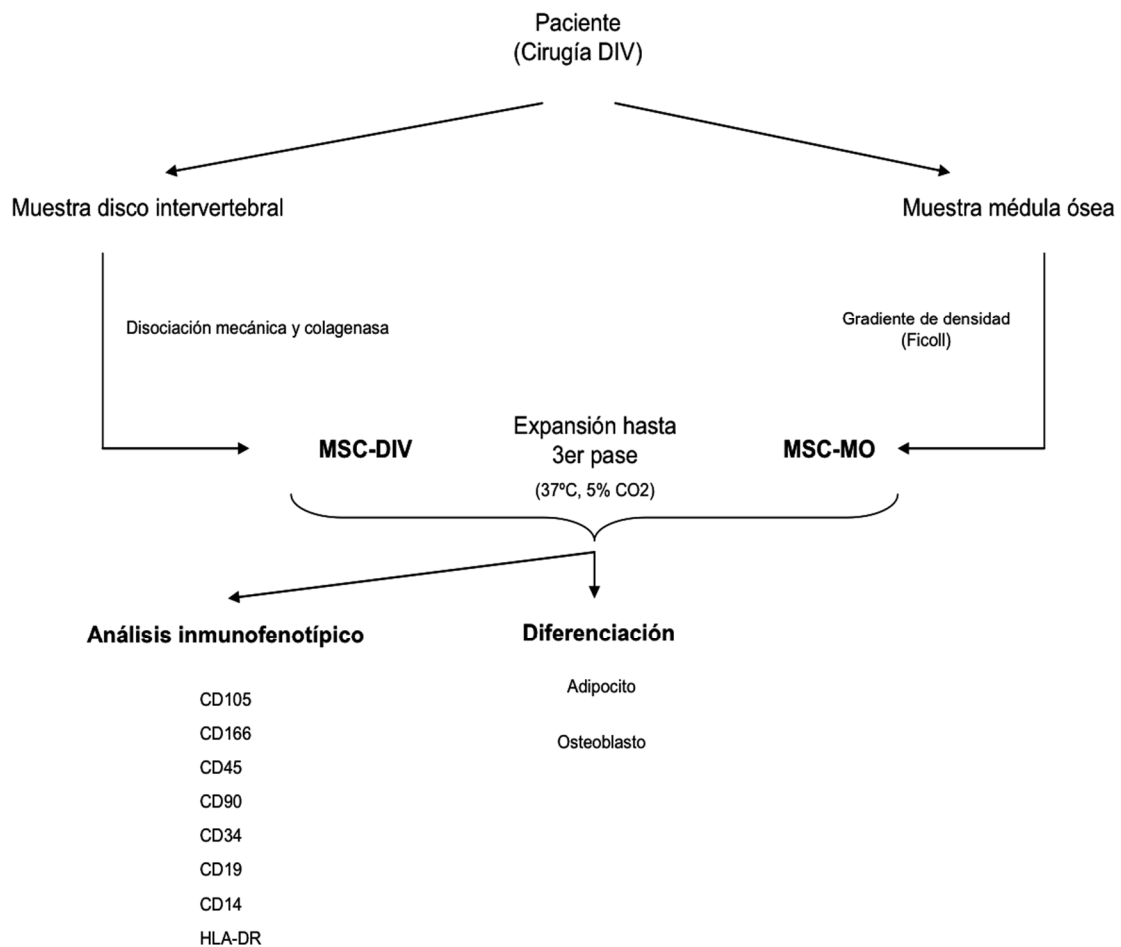 Paciente
(Cirugía DIV)
Muestra disco intervertebral
Muestra médula ósea
Disociación mecánica y colagenasa
Gradiente de densidad
(Ficoll)
MSC-DIV
Expansión hasta
3er pase
(37ºC, 5% CO2)
MSC-MO
Análisis inmunofenotípico
CD105
CD166
CD45
CD90
CD34
CD19
CD14
HLA-DR
Diferenciación
Adipocito
Osteoblasto